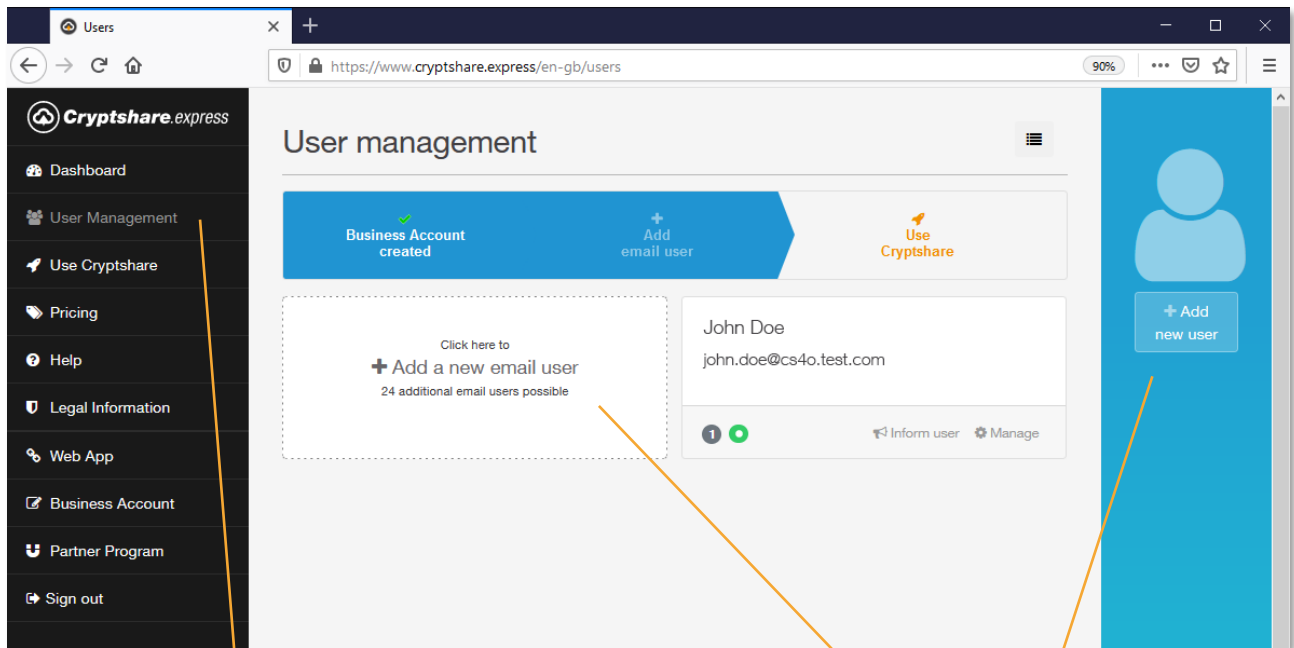 Users
https://www.cryptshare.express/en-gb/users
90%
Cryptshare.express
Dashboard
User Management
Use Cryptshare
Pricing
Help
Legal Information
Web App
Business Account
Partner Program
Sign out
User management
Business Account
created
Add
email user
Use
Cryptshare
Click here to
Add a new email user
24 additional email users possible
John Doe
john.doe@cs4o.test.com
1
Inform user
Manage
+ Add
new user